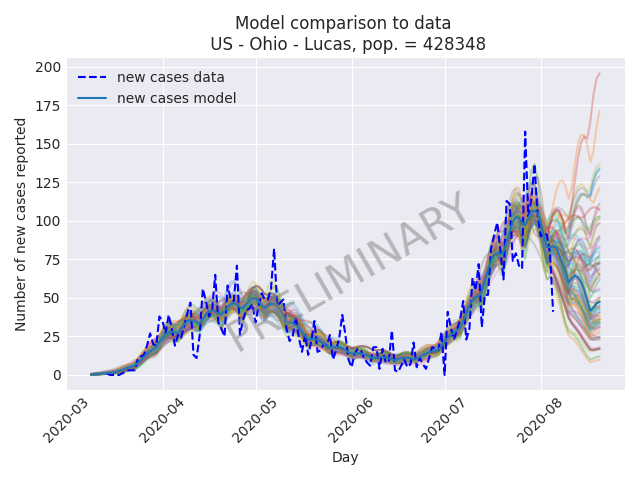 Model comparison to data
US - Ohio - Lucas, pop. = 428348
new cases data
new cases model
Number of new cases reported
200
175
150
125
100
75
50
25
0
PRELIMINARY
2020-03
2020-04
2020-05
2020-06
2020-07
2020-08
Day